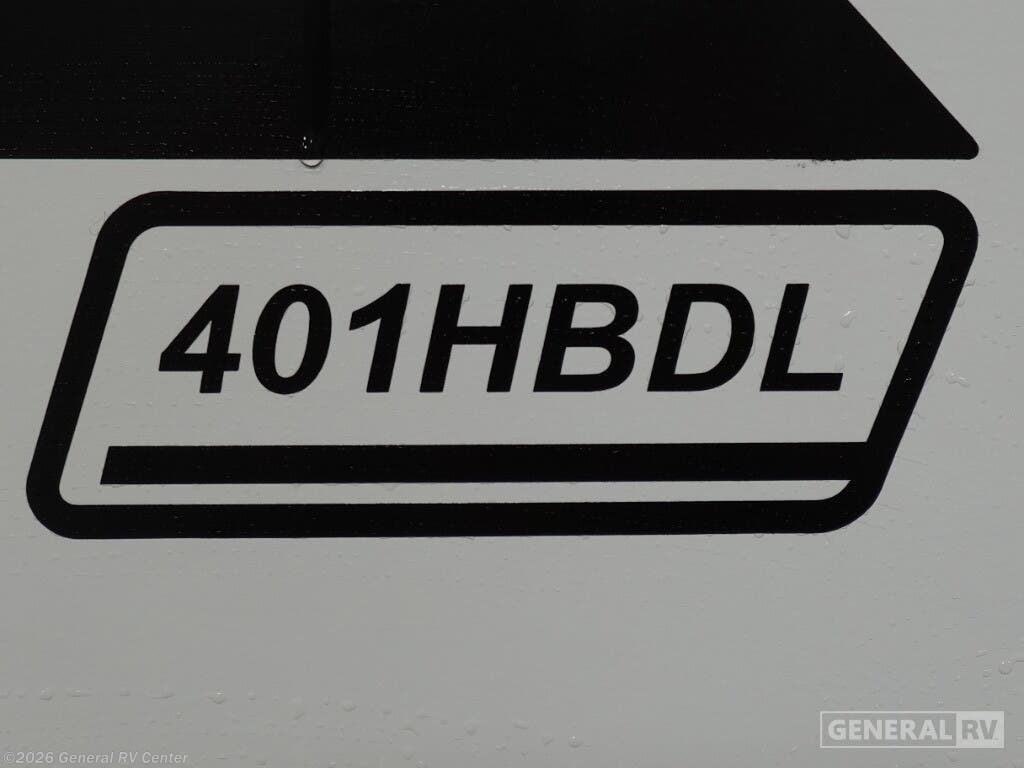 401HBDL
GENERAL RV
©2026 General RV Center